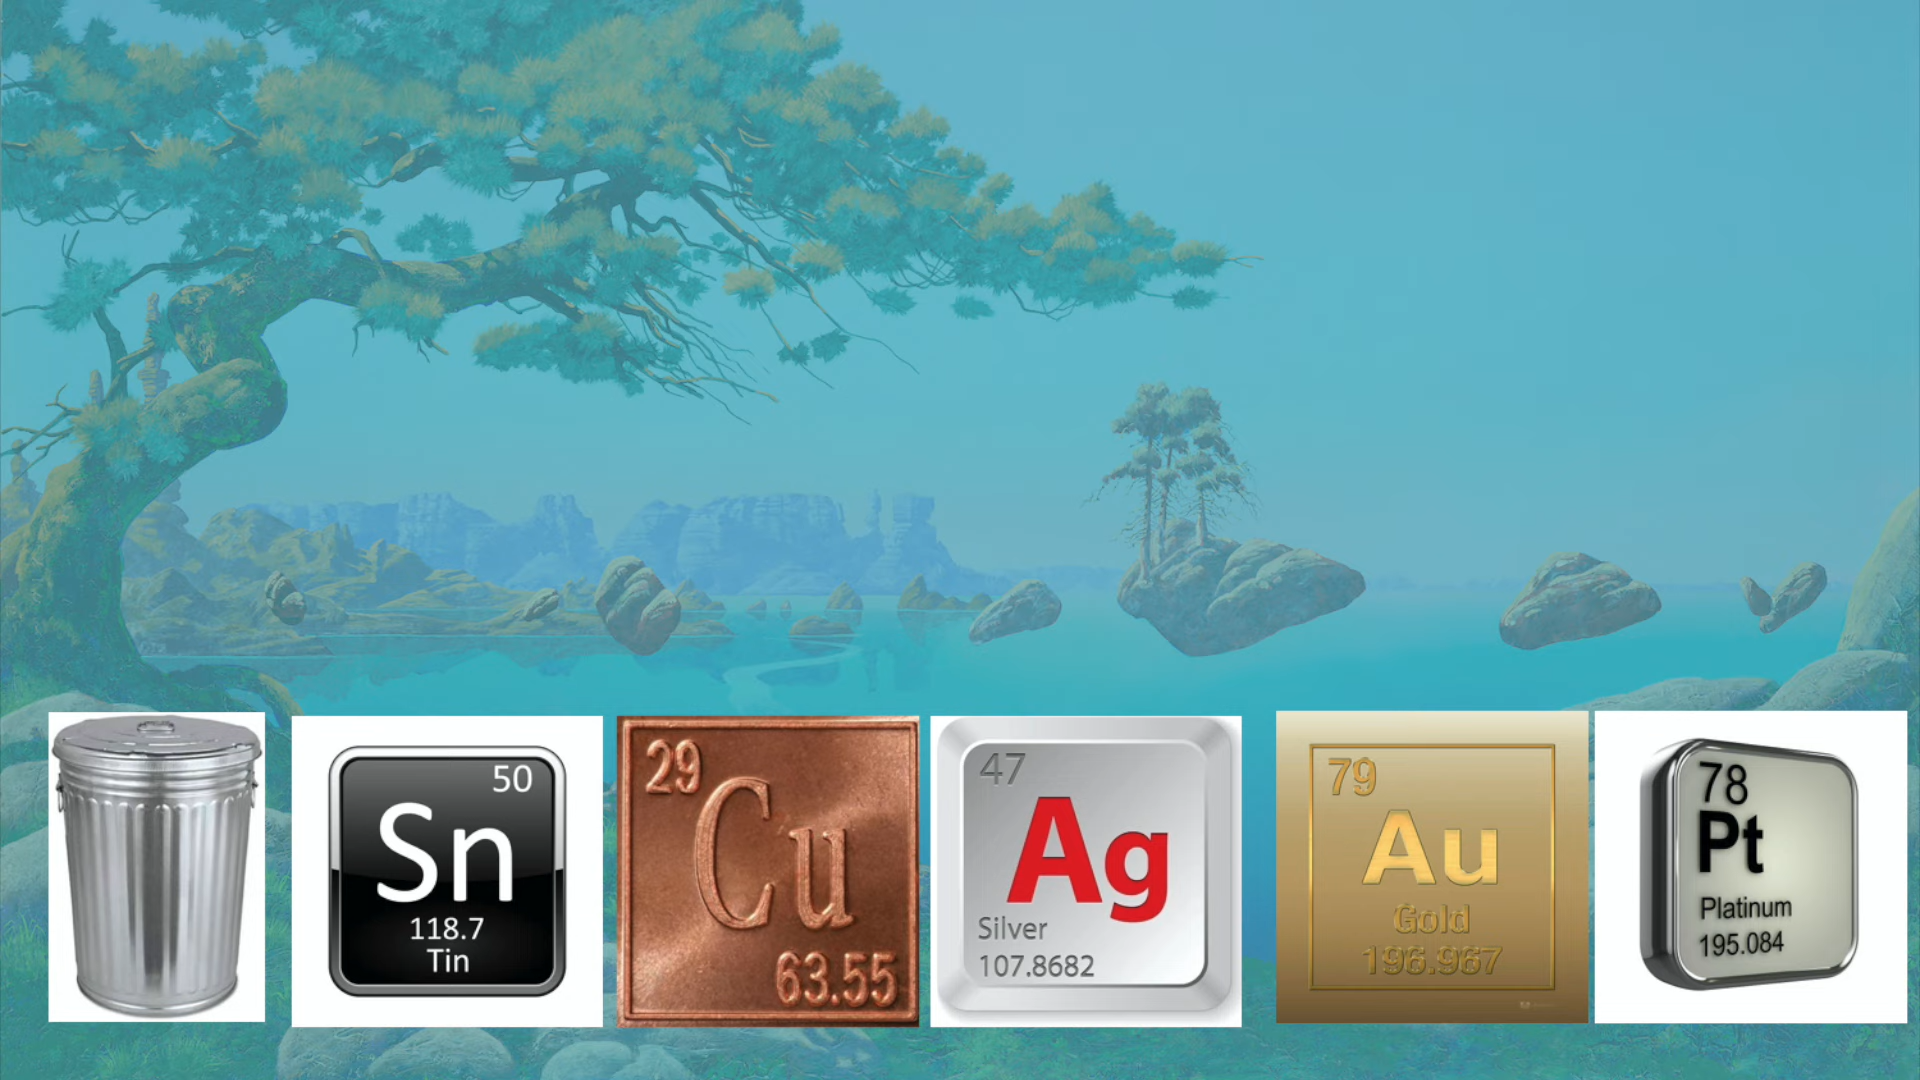 50
Sn
118.7
Tin
29
Cu
63.55
47
Ag
Silver
107.8682
79
Au
Gold
196.967
78
Pt
Platinum
195.084